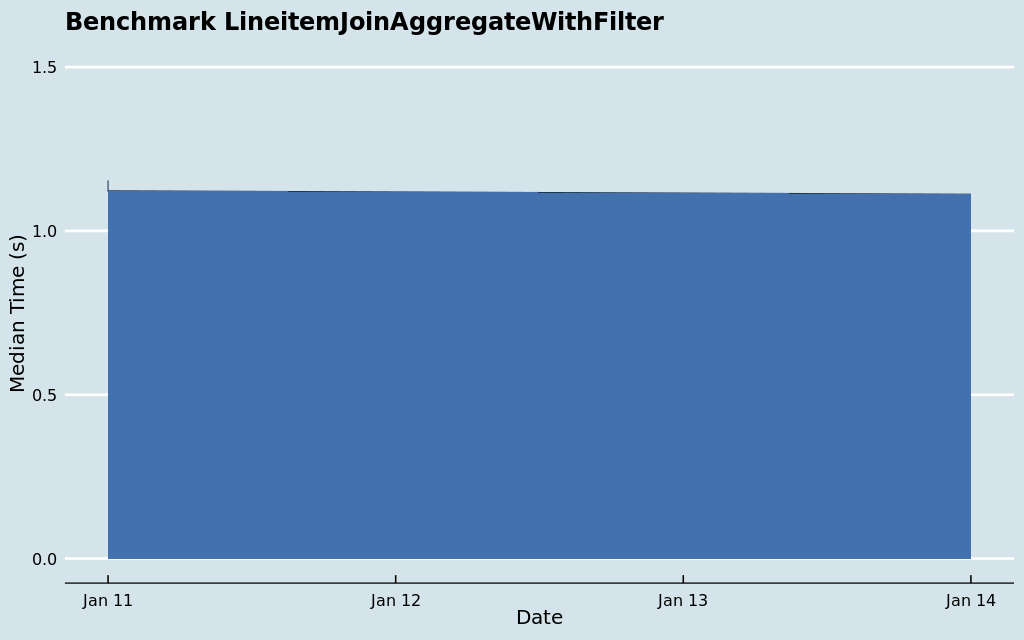 Benchmark LineitemJoinAggregateWithFilter
1.5
1.0
0.5
0.0
Median Time (s)
Jan 11
Jan 12
Jan 13
Jan 14
Date